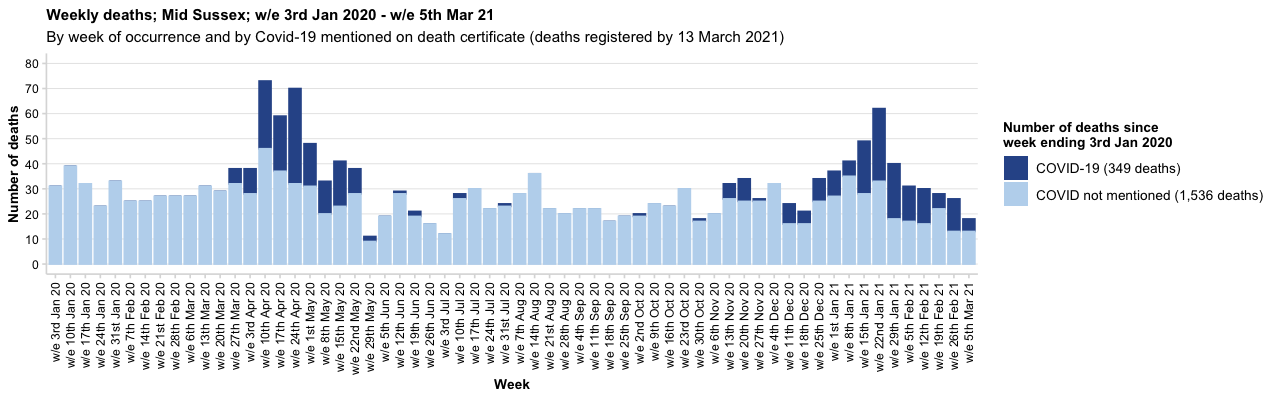 Weekly deaths; Mid Sussex; w/e 3rd Jan 2020 - w/e 5th Mar 21
By week of occurrence and by Covid-19 mentioned on death certificate (deaths registered by 13 March 2021)
80
70
60
50
40
30
20
10
0
Number of deaths
w/e 3rd Jan 20
w/e 10th Jan 20
w/e 17th Jan 20
w/e 24th Jan 20
w/e 31st Jan 20
w/e 7th Feb 20
w/e 14th Feb 20
w/e 21st Feb 20
w/e 28th Feb 20
w/e 6th Mar 20
w/e 13th Mar 20
w/e 20th Mar 20
w/e 27th Mar 20
w/e 3rd Apr 20
w/e 10th Apr 20
w/e 17th Apr 20
w/e 24th Apr 20
w/e 1st May 20
w/e 8th May 20
w/e 15th May 20
w/e 22nd May 20
w/e 29th May 20
w/e 5th Jun 20
w/e 12th Jun 20
w/e 19th Jun 20
w/e 26th Jun 20
w/e 3rd Jul 20
w/e 10th Jul 20
w/e 17th Jul 20
w/e 24th Jul 20
w/e 31st Jul 20
w/e 7th Aug 20
w/e 14th Aug 20
w/e 21st Aug 20
w/e 28th Aug 20
w/e 4th Sep 20
w/e 11th Sep 20
w/e 18th Sep 20
w/e 25th Sep 20
w/e 2nd Oct 20
w/e 9th Oct 20
w/e 16th Oct 20
w/e 23rd Oct 20
w/e 30th Oct 20
w/e 6th Nov 20
w/e 13th Nov 20
w/e 20th Nov 20
w/e 27th Nov 20
w/e 4th Dec 20
w/e 11th Dec 20
w/e 18th Dec 20
w/e 25th Dec 20
w/e 1st Jan 21
w/e 8th Jan 21
w/e 15th Jan 21
w/e 22nd Jan 21
w/e 29th Jan 21
w/e 5th Feb 21
w/e 12th Feb 21
w/e 19th Feb 21
w/e 26th Feb 21
w/e 5th Mar 21
Week
Number of deaths since
week ending 3rd Jan 2020
COVID-19 (349 deaths)
COVID not mentioned (1,536 deaths)